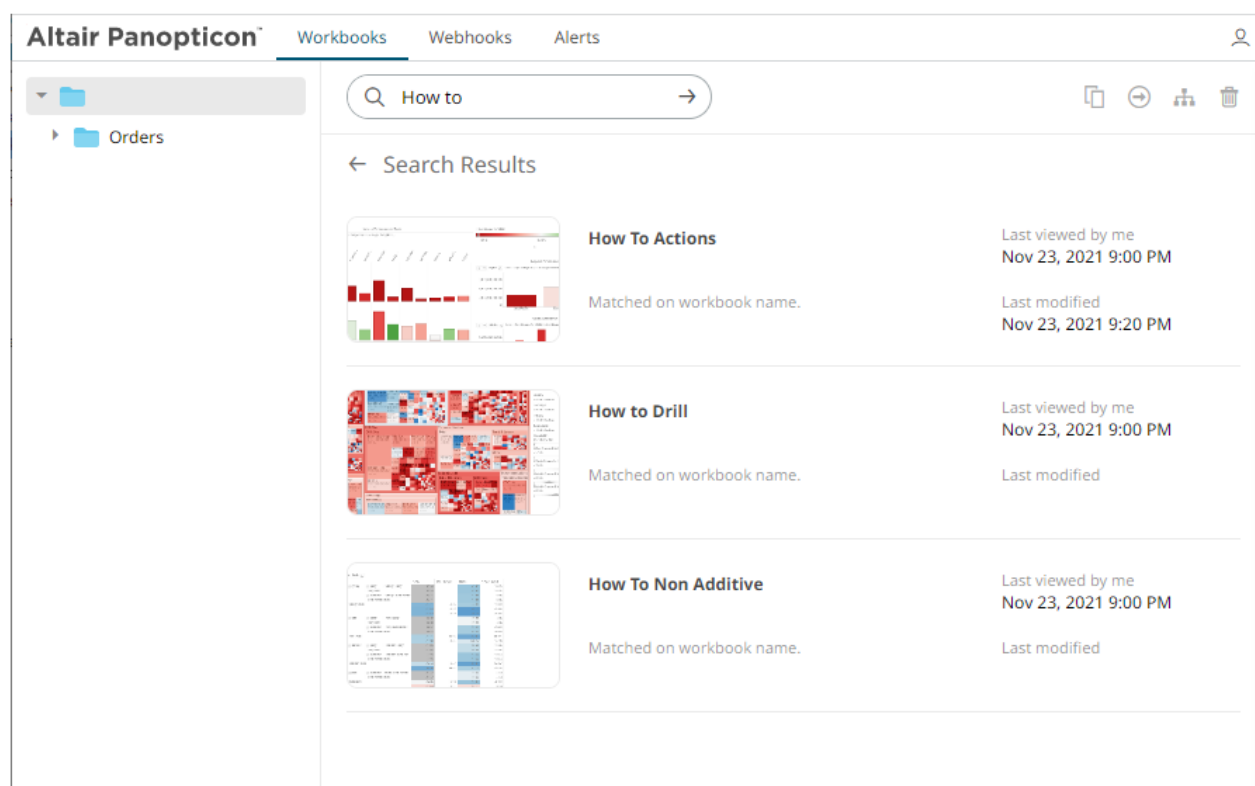 Altair Panopticon™
Workbooks
Webhooks
Alerts
Orders
How to
Search Results
How To Actions
Matched on workbook name.
Last viewed by me
Nov 23, 2021 9:00 PM
Last modified
Nov 23, 2021 9:20 PM
How to Drill
Matched on workbook name.
Last viewed by me
Nov 23, 2021 9:00 PM
Last modified
How To Non Additive
Matched on workbook name.
Last viewed by me
Nov 23, 2021 9:00 PM
Last modified